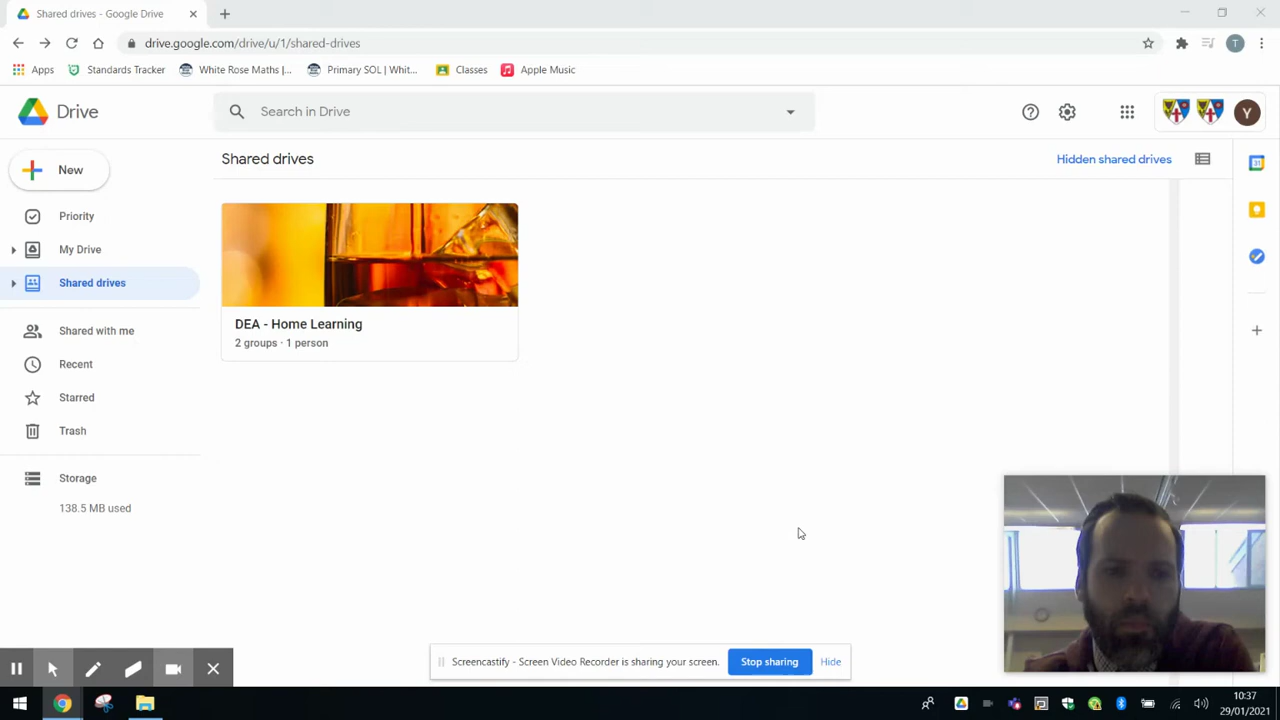 Shared drives - Google Drive
drive.google.com/drive/u/1/shared-drives
Apps Standards Tracker White Rose Maths |... Primary SOL | Whit... Classes Apple Music
Drive
Search in Drive
Y
T
New
Shared drives
Hidden shared drives
31
Priority
My Drive
Shared drives
Shared with me
Recent
Starred
Trash
Storage
138.5 MB used
DEA - Home Learning
2 groups · 1 person
Screencastify - Screen Video Recorder is sharing your screen.
Stop sharing
Hide
10:37
29/01/2021